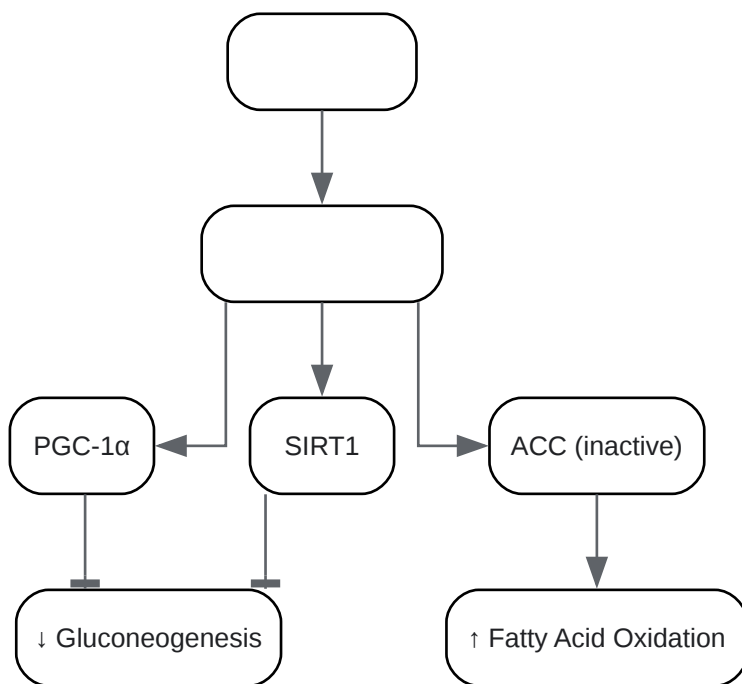 PGC-1α
SIRT1
ACC (inactive)
↓ Gluconeogenesis
↑ Fatty Acid Oxidation